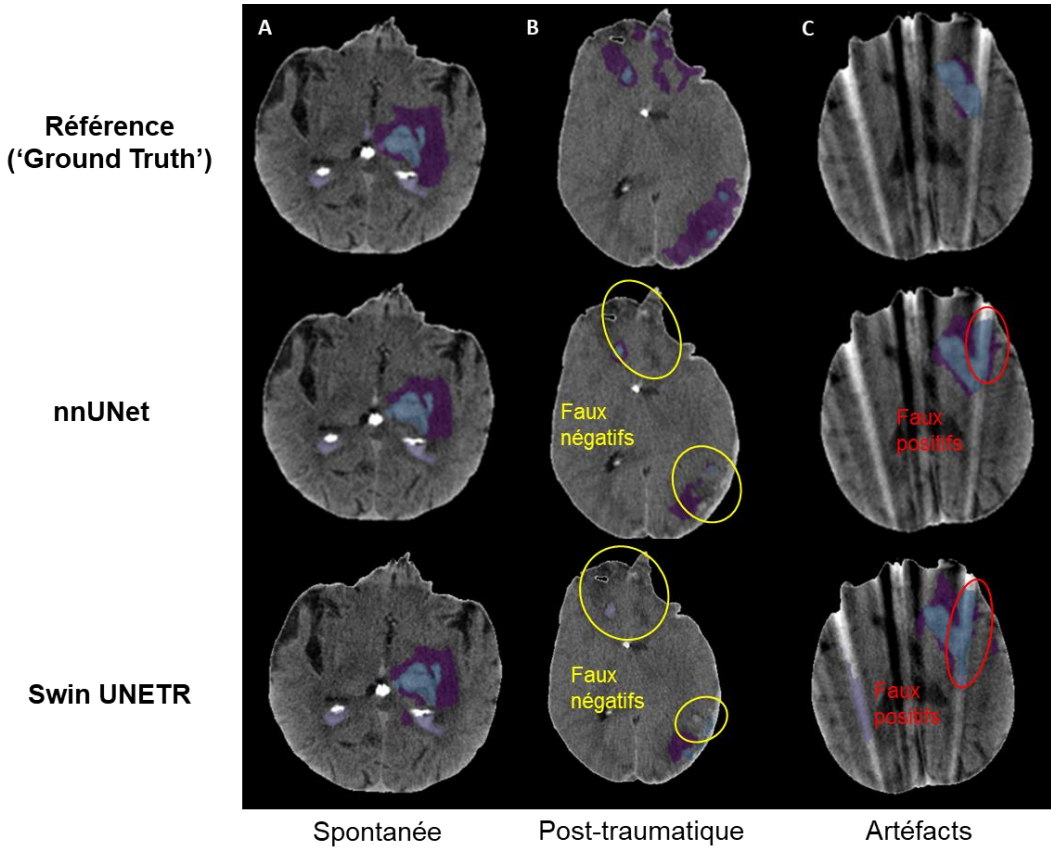 A
B
C
Référence
(‘Ground Truth’)
nnUNet
Faux
négatifs
Faux
positifs
Swin UNETR
Faux
négatifs
Faux
positifs
Spontanée
Post-traumatique
Artéfacts